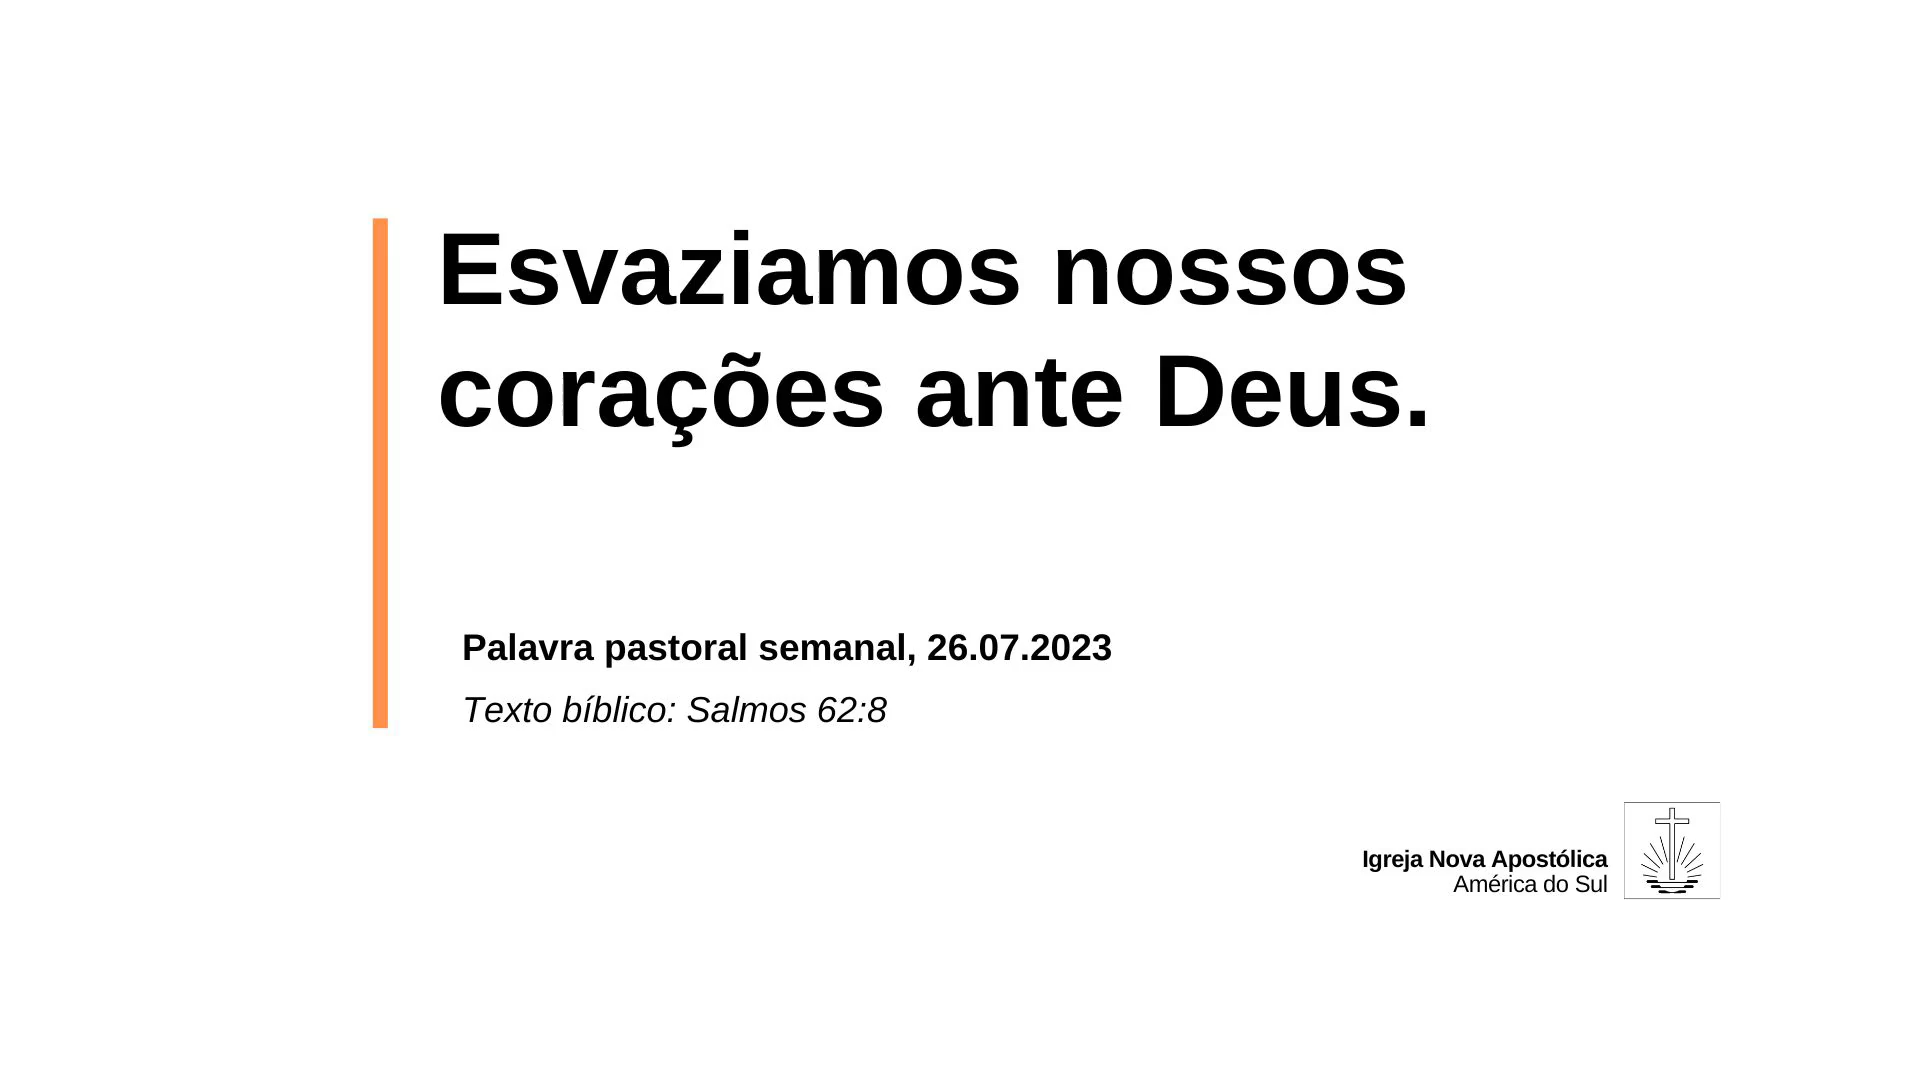 Esvaziamos nossos
corações ante Deus.
Palavra pastoral semanal, 26.07.2023
Texto bíblico: Salmos 62:8
Igreja Nova Apostólica
América do Sul